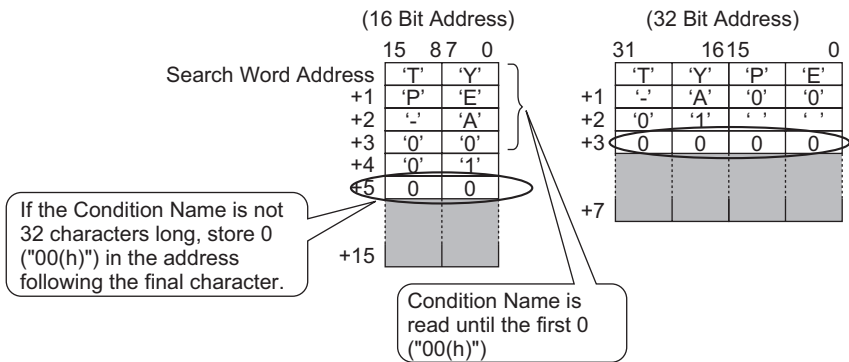 (16 Bit Address) (32 Bit Address)
15 8 7 0 31 16 15 0
Search Word Address ‘T’ ‘Y’ ‘T’ ‘Y’ ‘P’ ‘E’
+1 ‘P’ ‘E’ +1 ‘-’ ‘A’ ‘0’ ‘0’
+2 ‘-’ ‘A’ +2 ‘0’ ‘1’ ‘ ’ ‘ ’
+3 ‘0’ ‘0’ +3 0 0 0 0
+4 ‘0’ ‘1’
+5 0 0
+7
+15
If the Condition Name is not
32 characters long, store 0
("00(h)") in the address
following the final character.
Condition Name is
read until the first 0
("00(h)")